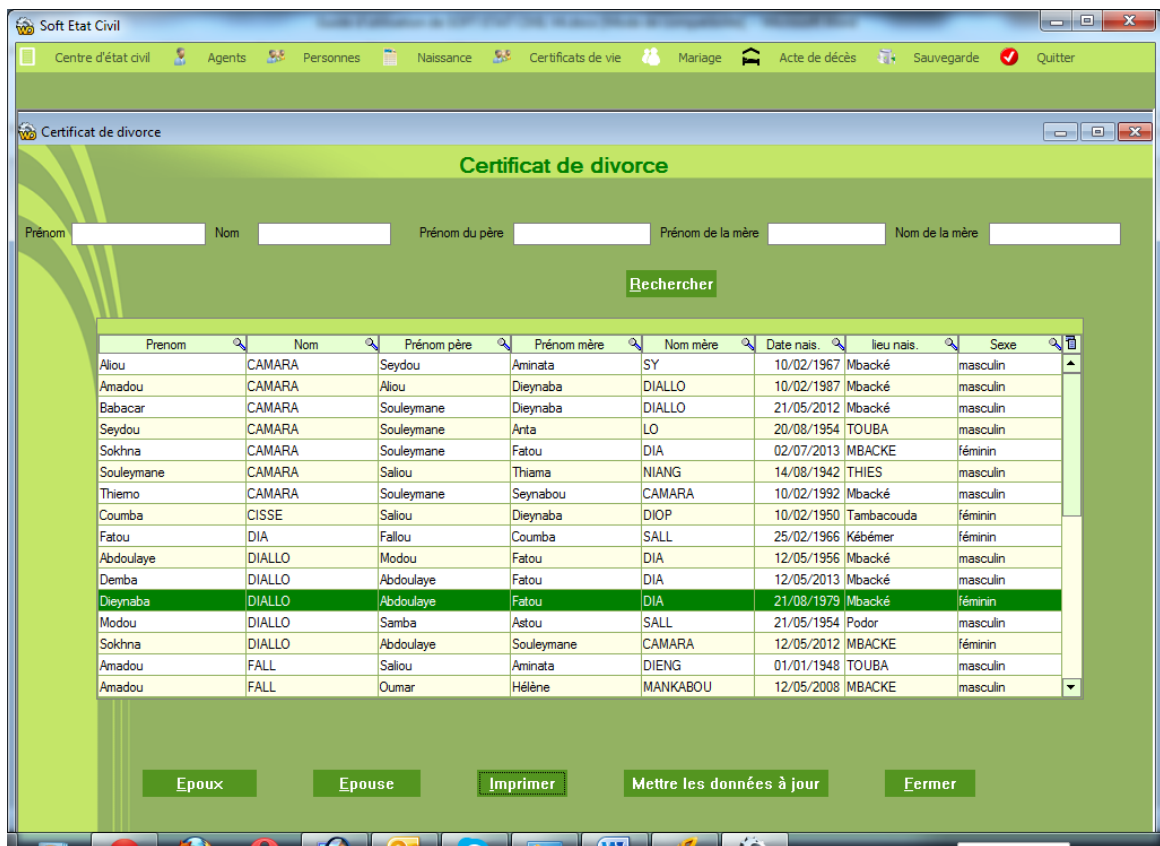 Soft Etat Civil
Centre d'état civil Agents Personnes Naissance Certificats de vie Mariage Acte de décès Sauvegarde Quitter
Certificat de divorce
Certificat de divorce
Prénom Nom Prénom du père Prénom de la mère Nom de la mère
Rechercher
Prenom Nom Prénom père Prénom mère Nom mère Date nais. lieu nais. Sexe
Aliou CAMARA Seydou Aminata SY 10/02/1967 Mbacké masculin
Amadou CAMARA Aliou Dieynaba DIALLO 10/02/1987 Mbacké masculin
Babacar CAMARA Souleymane Dieynaba DIALLO 21/05/2012 Mbacké masculin
Seydou CAMARA Souleymane Anta LO 20/08/1954 TOUBA masculin
Sokhna CAMARA Souleymane Fatou DIA 02/07/2013 MBACKE féminin
Souleymane CAMARA Saliou Thiama NIANG 14/08/1942 THIES masculin
Thierno CAMARA Souleymane Seynabou CAMARA 10/02/1992 Mbacké masculin
Coumba CISSE Saliou Dieynaba DIOP 10/02/1950 Tambacouda féminin
Fatou DIA Fallou Coumba SALL 25/02/1966 Kébémer féminin
Abdoulaye DIALLO Modou Fatou DIA 12/05/1956 Mbacké masculin
Demba DIALLO Abdoulaye Fatou DIA 12/05/2013 Mbacké masculin
Dieynaba DIALLO Abdoulaye Fatou DIA 21/08/1979 Mbacké féminin
Modou DIALLO Samba Astou SALL 21/05/1954 Podor masculin
Sokhna DIALLO Abdoulaye Souleymane CAMARA 12/05/2012 MBACKE féminin
Amadou FALL Saliou Aminata DIENG 01/01/1948 TOUBA masculin
Amadou FALL Oumar Hélène MANKABOU 12/05/2008 MBACKE masculin
Epoux Epouse Imprimer Mettre les données à jour Fermer